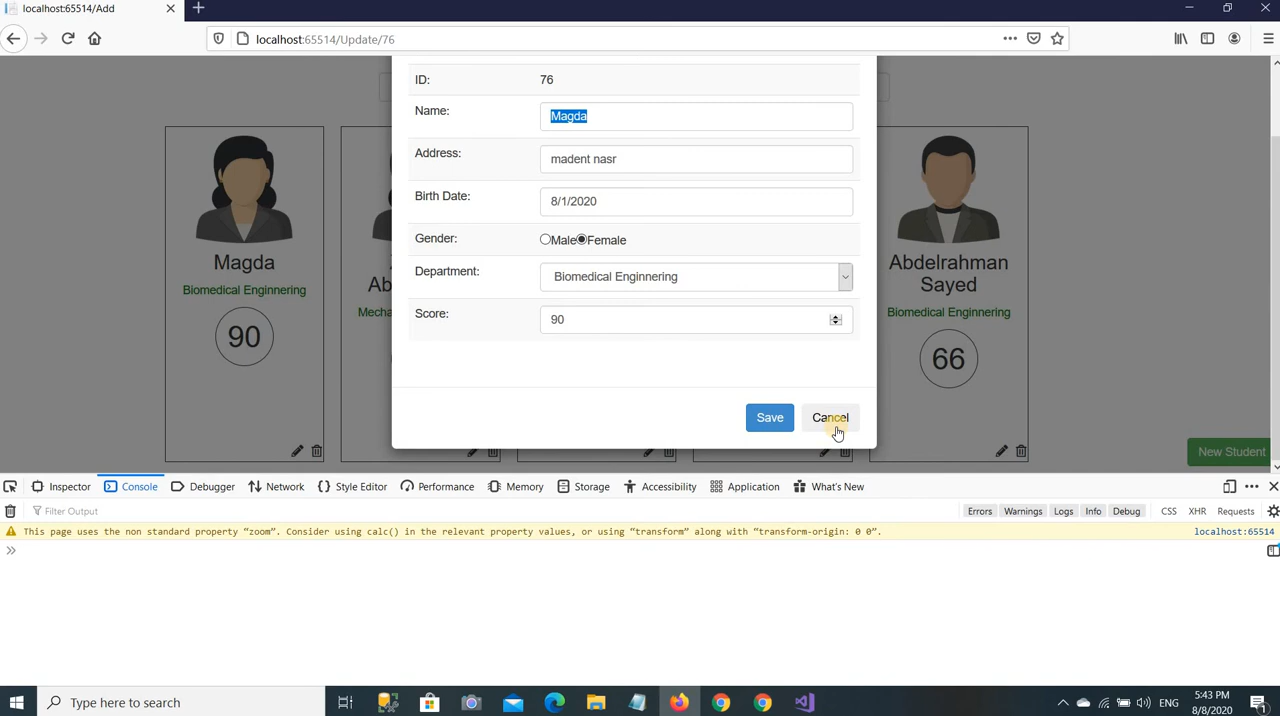 localhost:65514/Add
localhost:65514/Update/76
ID: 76
Name: Magda
Address: madent nasr
Birth Date: 8/1/2020
Gender: Male Female
Department: Biomedical Enginnering
Score: 90
Save Cancel
Magda
Biomedical Enginnering
90
Ab
Mecha
Abdelrahman
Sayed
Biomedical Enginnering
66
New Student
Inspector Console Debugger Network Style Editor Performance Memory Storage Accessibility Application What's New
Filter Output Errors Warnings Logs Info Debug CSS XHR Requests
This page uses the non standard property “zoom”. Consider using calc() in the relevant property values, or using “transform” along with “transform-origin: 0 0”. localhost:65514
Type here to search
ENG
5:43 PM
8/8/2020
1